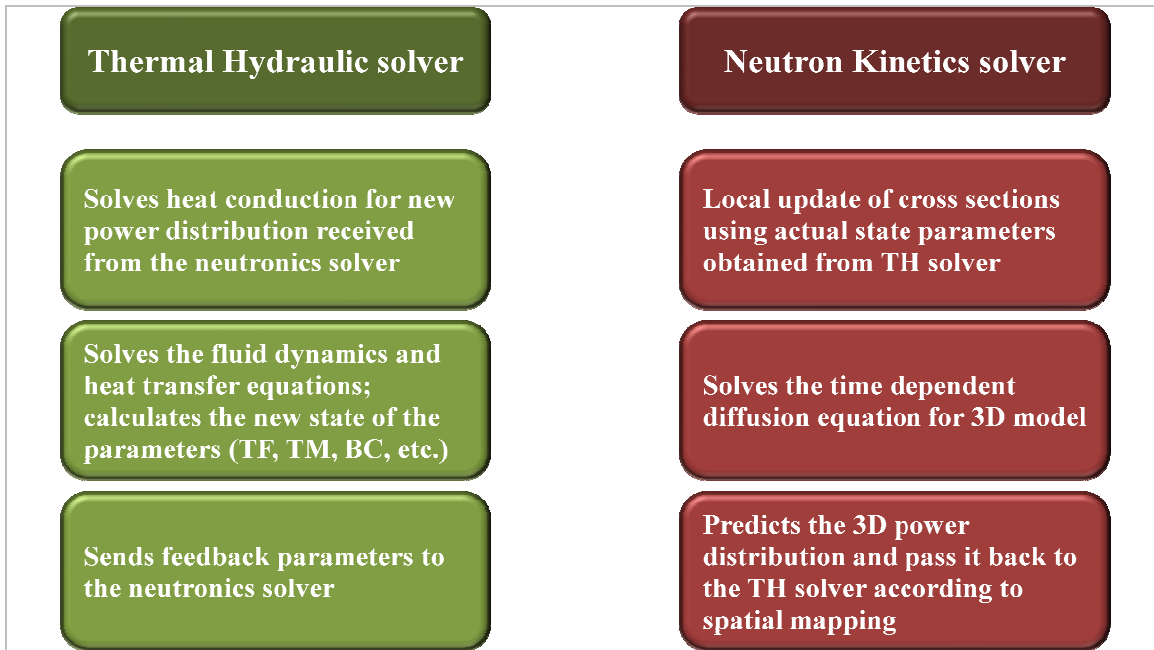 Thermal Hydraulic solver
Solves heat conduction for new
power distribution received
from the neutronics solver
Solves the fluid dynamics and
heat transfer equations;
calculates the new state of the
parameters (TF, TM, BC, etc.)
Sends feedback parameters to
the neutronics solver
Neutron Kinetics solver
Local update of cross sections
using actual state parameters
obtained from TH solver
Solves the time dependent
diffusion equation for 3D model
Predicts the 3D power
distribution and pass it back to
the TH solver according to
spatial mapping